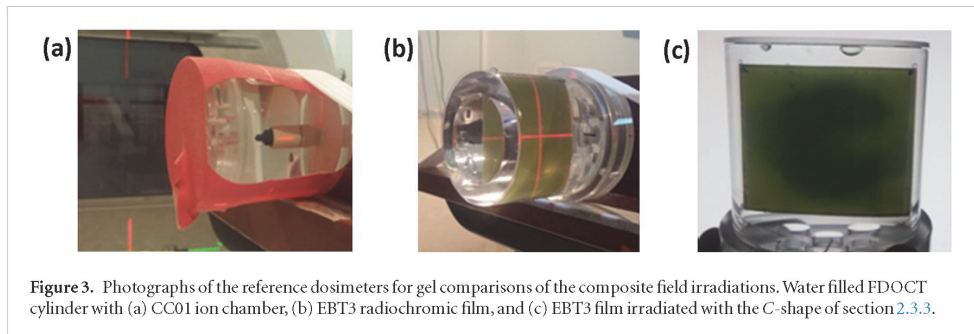 (a) (b) (c)
Figure 3. Photographs of the reference dosimeters for gel comparisons of the composite field irradiations. Water filled FDOCT
cylinder with (a) CC01 ion chamber, (b) EBT3 radiochromic film, and (c) EBT3 film irradiated with the C-shape of section 2.3.3.